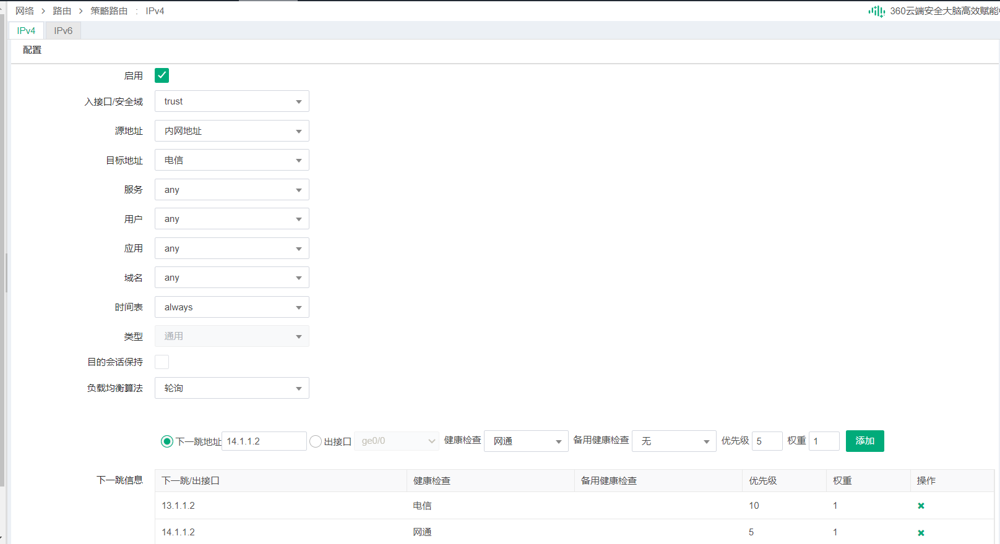 网络 > 路由 > 策略路由 : IPv4
360云端安全大脑高效赋能
IPv4 IPv6
配置
启用
入接口/安全域 trust
源地址 内网地址
目标地址 电信
服务 any
用户 any
应用 any
域名 any
时间表 always
类型 通用
目的会话保持
负载均衡算法 轮询
下一跳地址 14.1.1.2 出接口 ge0/0 健康检查 网通 备用健康检查 无 优先级 5 权重 1 添加
下一跳信息 下一跳/出接口 健康检查 备用健康检查 优先级 权重 操作
13.1.1.2 电信 10 1
14.1.1.2 网通 5 1